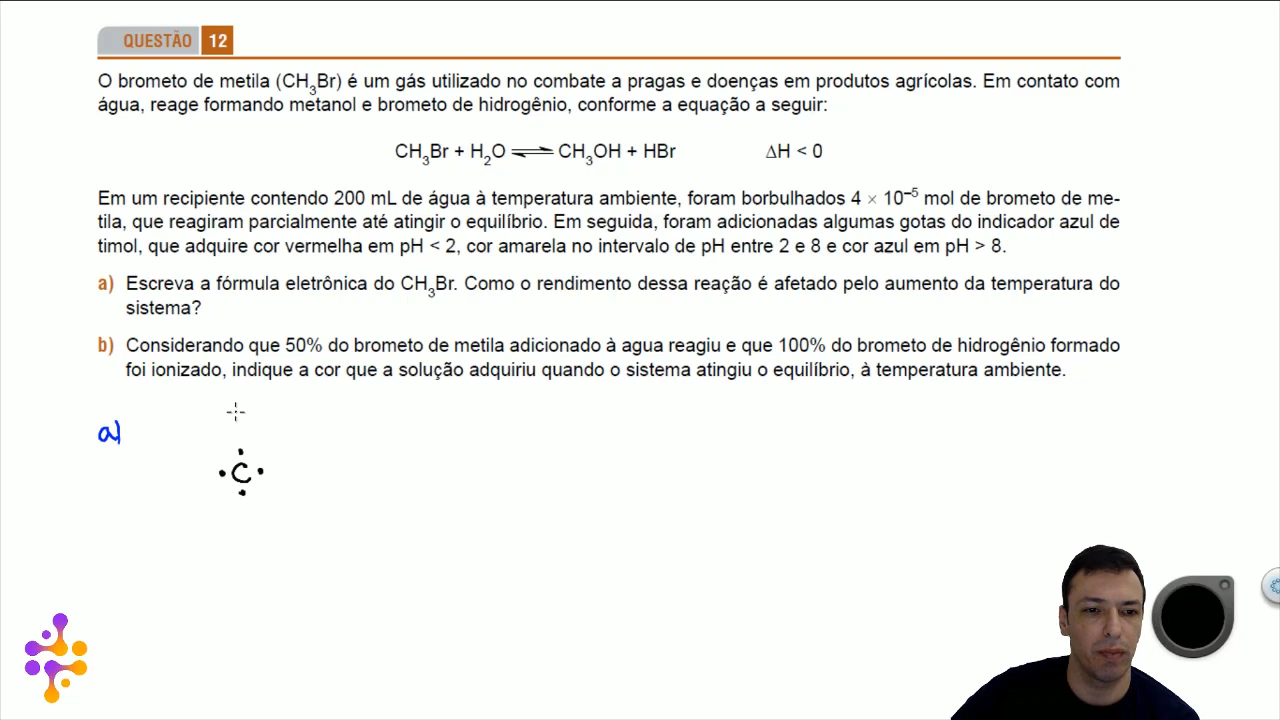 QUESTÃO 12
O brometo de metila (CH₃Br) é um gás utilizado no combate a pragas e doenças em produtos agrícolas. Em contato com
água, reage formando metanol e brometo de hidrogênio, conforme a equação a seguir:
CH₃Br + H₂O ⇌ CH₃OH + HBr ΔH < 0
Em um recipiente contendo 200 mL de água à temperatura ambiente, foram borbulhados 4 × 10⁻⁵ mol de brometo de me-
tila, que reagiram parcialmente até atingir o equilíbrio. Em seguida, foram adicionadas algumas gotas do indicador azul de
timol, que adquire cor vermelha em pH < 2, cor amarela no intervalo de pH entre 2 e 8 e cor azul em pH > 8.
a) Escreva a fórmula eletrônica do CH₃Br. Como o rendimento dessa reação é afetado pelo aumento da temperatura do
sistema?
b) Considerando que 50% do brometo de metila adicionado à agua reagiu e que 100% do brometo de hidrogênio formado
foi ionizado, indique a cor que a solução adquiriu quando o sistema atingiu o equilíbrio, à temperatura ambiente.
a)
C